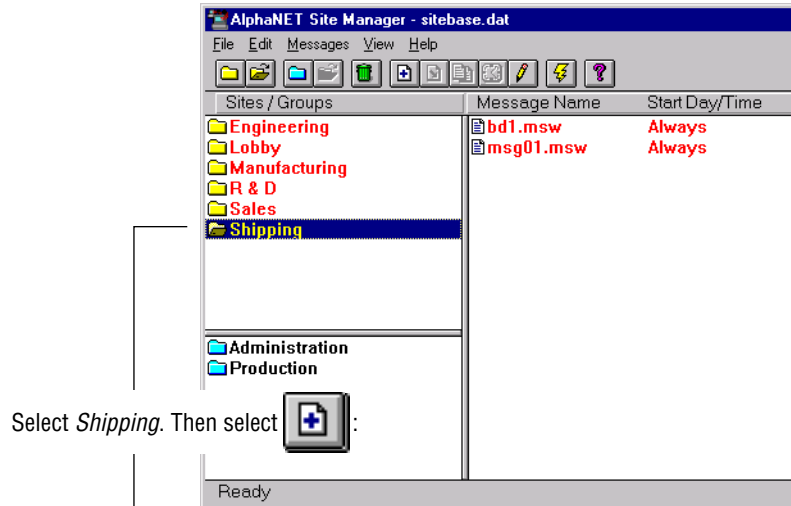 AlphaNET Site Manager - sitebase.dat
File Edit Messages View Help
Sites / Groups
Message Name Start Day/Time
Engineering
Lobby
Manufacturing
R & D
Sales
Shipping
bd1.msw Always
msg01.msw Always
Administration
Production
Select Shipping. Then select :
Ready